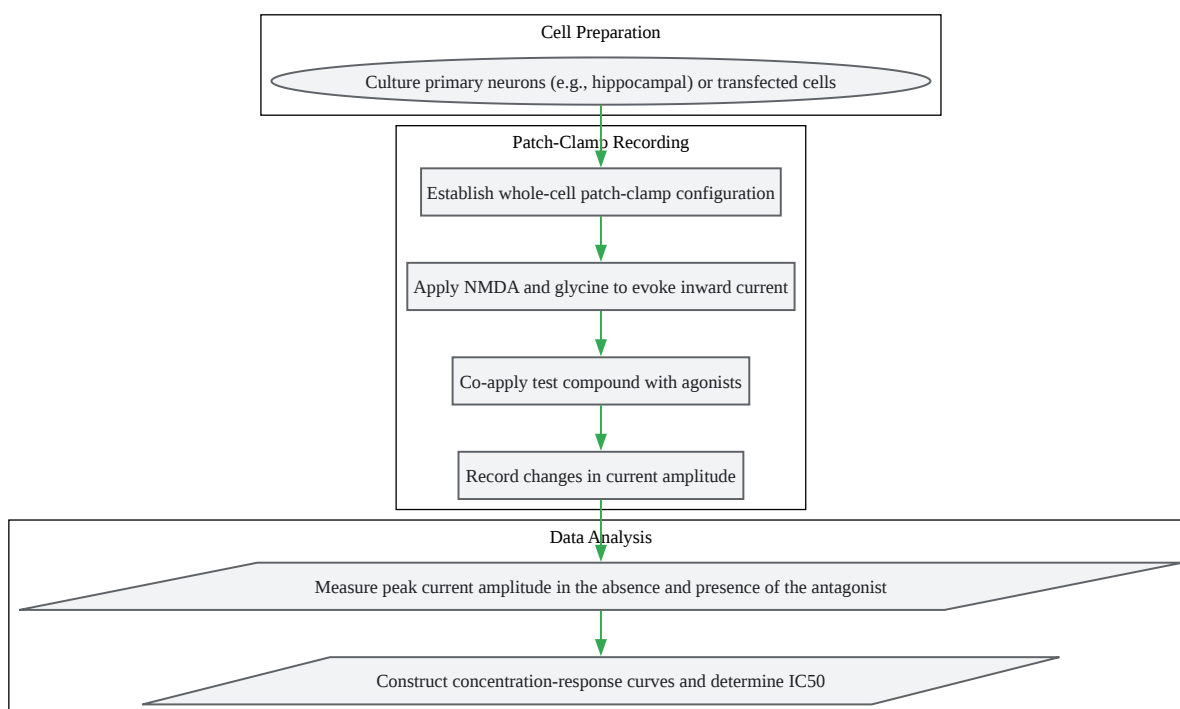 Cell Preparation
Culture primary neurons (e.g., hippocampal) or transfected cells
Patch-Clamp Recording
Establish whole-cell patch-clamp configuration
Apply NMDA and glycine to evoke inward current
Co-apply test compound with agonists
Record changes in current amplitude
Data Analysis
Measure peak current amplitude in the absence and presence of the antagonist
Construct concentration-response curves and determine IC50